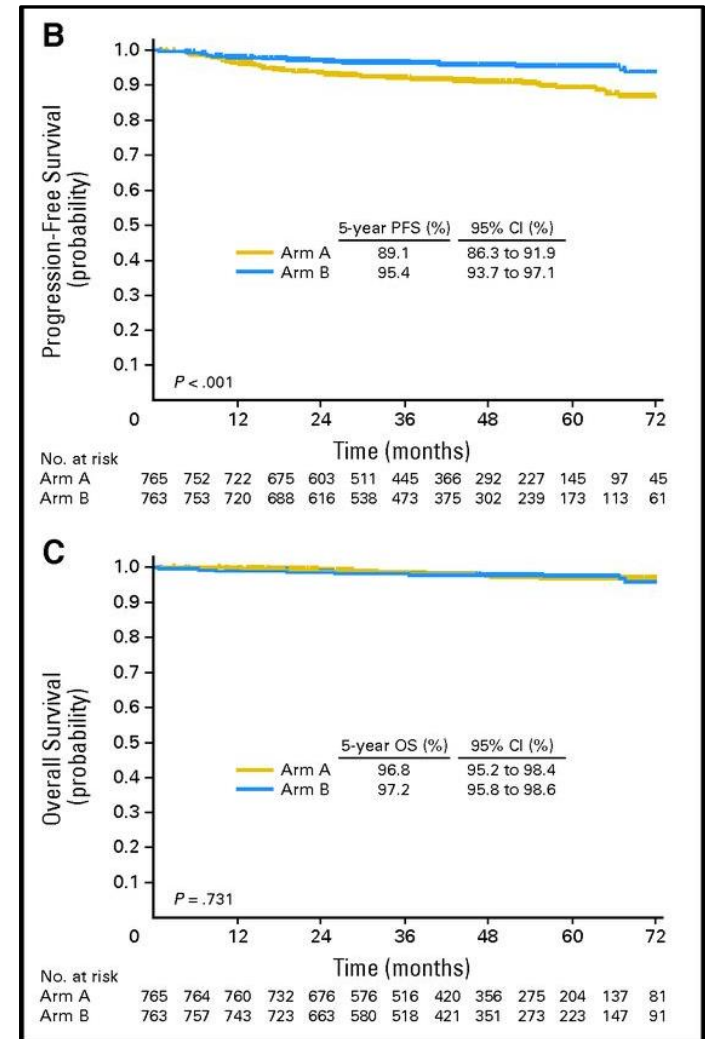 B
1.0
0.9
0.8
0.7
0.6
0.5
0.4
0.3
0.2
0.1
Progression-Free Survival
(probability)
5-year PFS (%) 95% CI (%)
Arm A 89.1 86.3 to 91.9
Arm B 95.4 93.7 to 97.1
P < .001
0 12 24 36 48 60 72
Time (months)
No. at risk
Arm A 765 752 722 675 603 511 445 366 292 227 145 97 45
Arm B 763 753 720 688 616 538 473 375 302 239 173 113 61
C
1.0
0.9
0.8
0.7
0.6
0.5
0.4
0.3
0.2
0.1
Overall Survival
(probability)
5-year OS (%) 95% CI (%)
Arm A 96.8 95.2 to 98.4
Arm B 97.2 95.8 to 98.6
P = .731
0 12 24 36 48 60 72
Time (months)
No. at risk
Arm A 765 764 760 732 676 576 516 420 356 275 204 137 81
Arm B 763 757 743 723 663 580 518 421 351 273 223 147 91